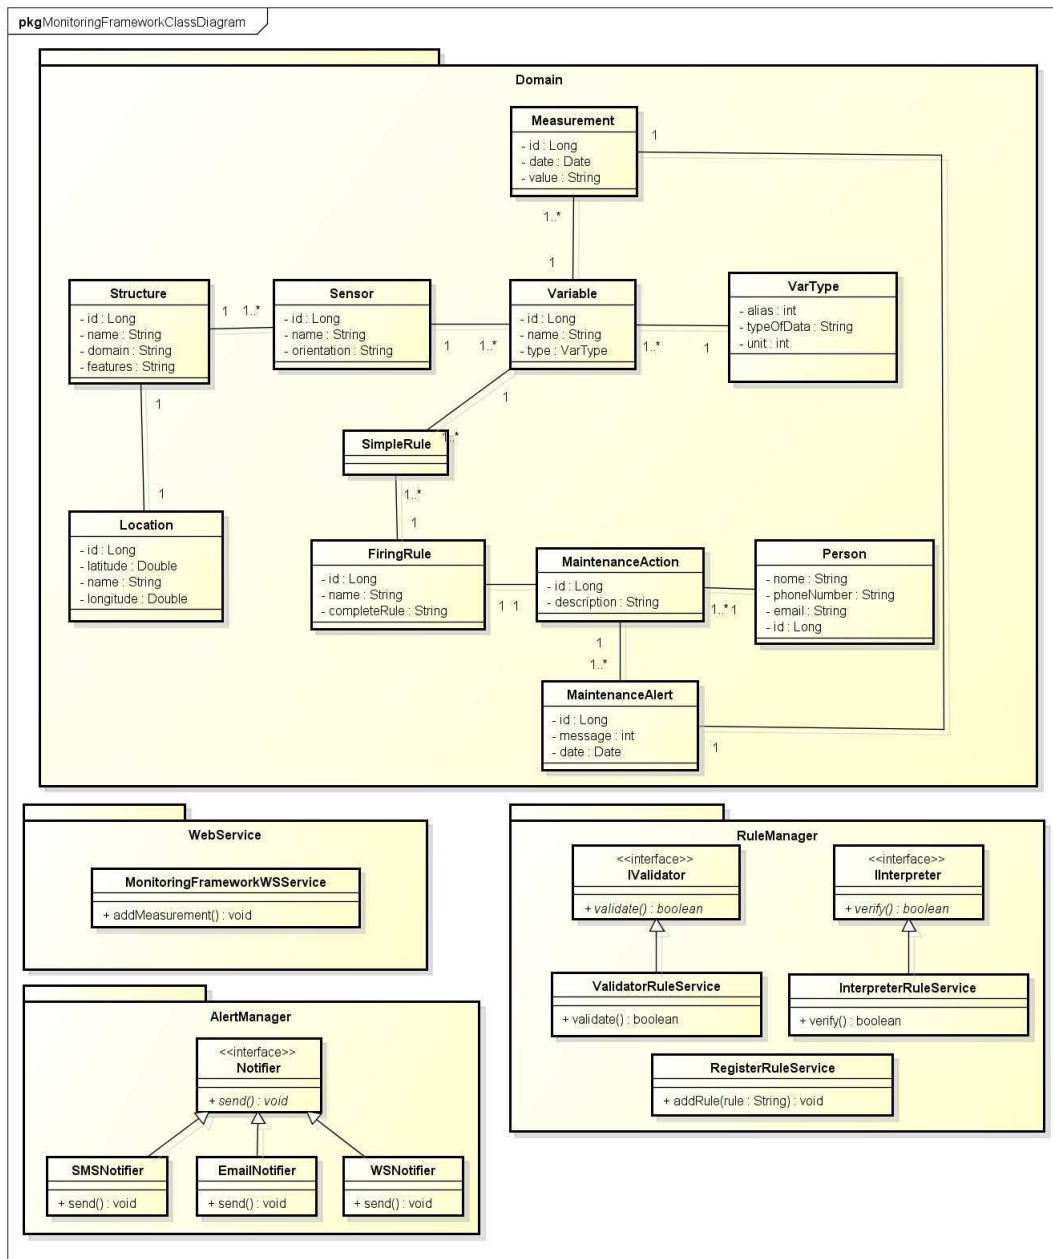 pkg MonitoringFrameworkClassDiagram
Domain
Measurement
- id : Long
- date : Date
- value : String
1
1..*
1
Structure
- id : Long
- name : String
- domain : String
- features : String
1
1..*
Sensor
- id : Long
- name : String
- orientation : String
1
1..*
Variable
- id : Long
- name : String
- type : VarType
1..*
1
VarType
- alias : int
- typeOfData : String
- unit : int
1
1..*
SimpleRule
1..*
1
1
1
Location
- id : Long
- latitude : Double
- name : String
- longitude : Double
FiringRule
- id : Long
- name : String
- completeRule : String
1 1
MaintenanceAction
- id : Long
- description : String
1..* 1
Person
- nome : String
- phoneNumber : String
- email : String
- id : Long
1
1..*
MaintenanceAlert
- id : Long
- message : int
- date : Date
1
WebService
MonitoringFrameworkWSService
+ addMeasurement() : void
RuleManager
<<interface>>
IValidator
+ validate() : boolean
<<interface>>
IInterpreter
+ verify() : boolean
ValidatorRuleService
+ validate() : boolean
InterpreterRuleService
+ verify() : boolean
RegisterRuleService
+ addRule(rule : String) : void
AlertManager
<<interface>>
Notifier
+ send() : void
SMSNotifier
+ send() : void
EmailNotifier
+ send() : void
WSNotifier
+ send() : void